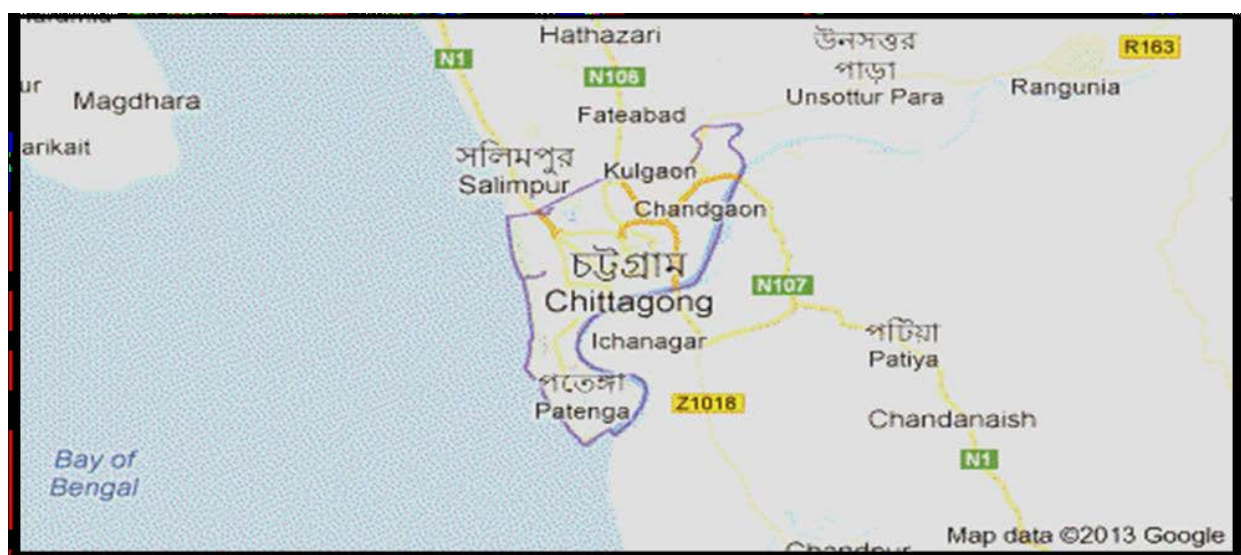 Hathazari
উনসত্তর
N1
R163
N106
পাড়া
ur
Magdhara
Unsottur Para
Rangunia
Fateabad
arikait
সলিমপুর
Salimpur
Kulgaon
Chandgaon
চট্টগ্রাম
Chittagong
N107
Ichanagar
পটিয়া
Patiya
পতেঙ্গা
Patenga
Z1018
Chandanaish
Bay of
Bengal
N1
Map data ©2013 Google